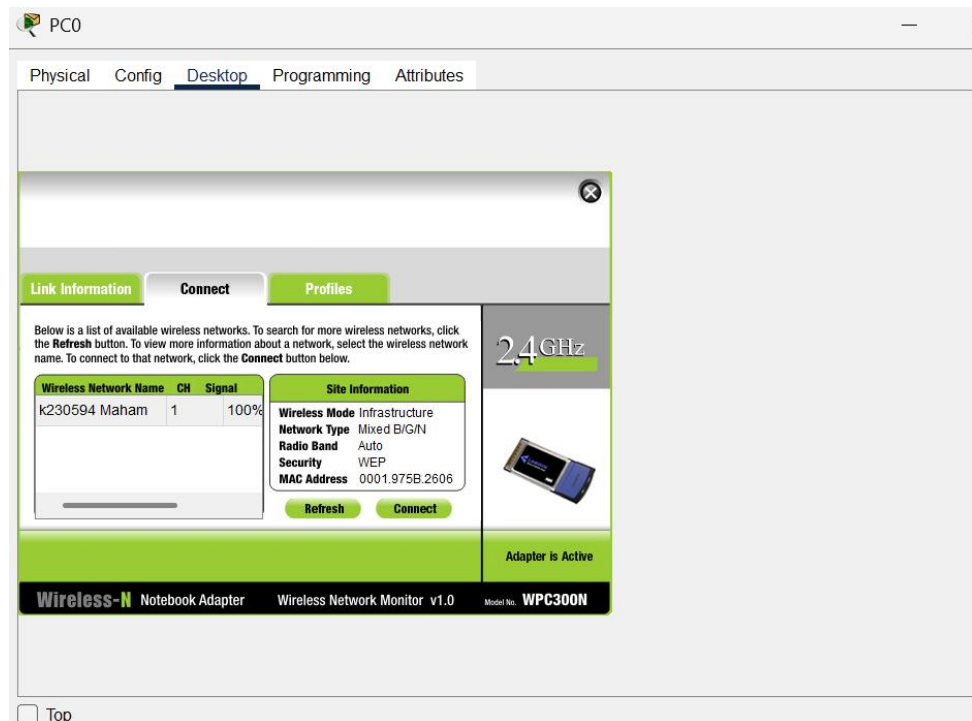 PC0
Physical Config Desktop Programming Attributes
Link Information Connect Profiles
Below is a list of available wireless networks. To search for more wireless networks, click
the Refresh button. To view more information about a network, select the wireless network
name. To connect to that network, click the Connect button below.
2.4GHz
Wireless Network Name CH Signal
k230594 Maham 1 100%
Site Information
Wireless Mode Infrastructure
Network Type Mixed B/G/N
Radio Band Auto
Security WEP
MAC Address 0001.975B.2606
Refresh Connect
Adapter is Active
Wireless-N Notebook Adapter Wireless Network Monitor v1.0 Model No. WPC300N
Top